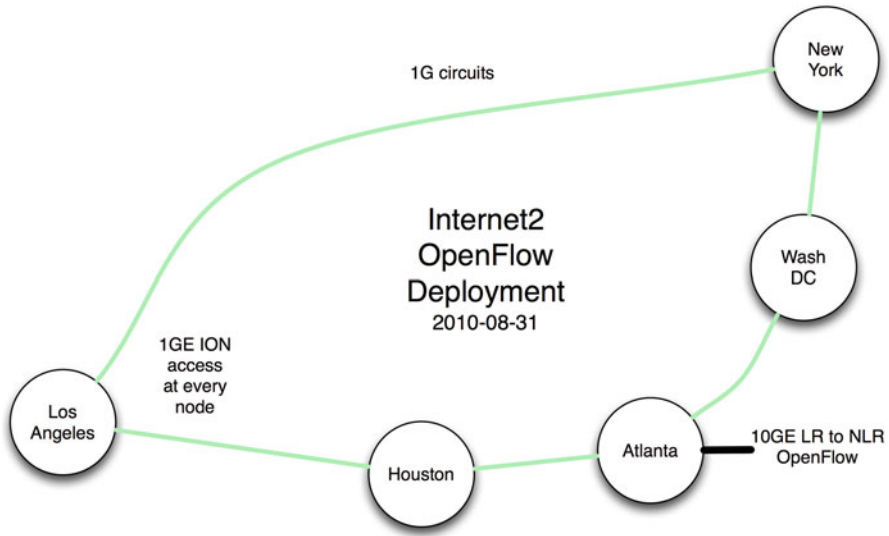 New
York
1G circuits
Internet2
OpenFlow
Deployment
2010-08-31
Wash
DC
1GE ION
access
at every
node
Los
Angeles
Houston
Atlanta
10GE LR to NLR
OpenFlow